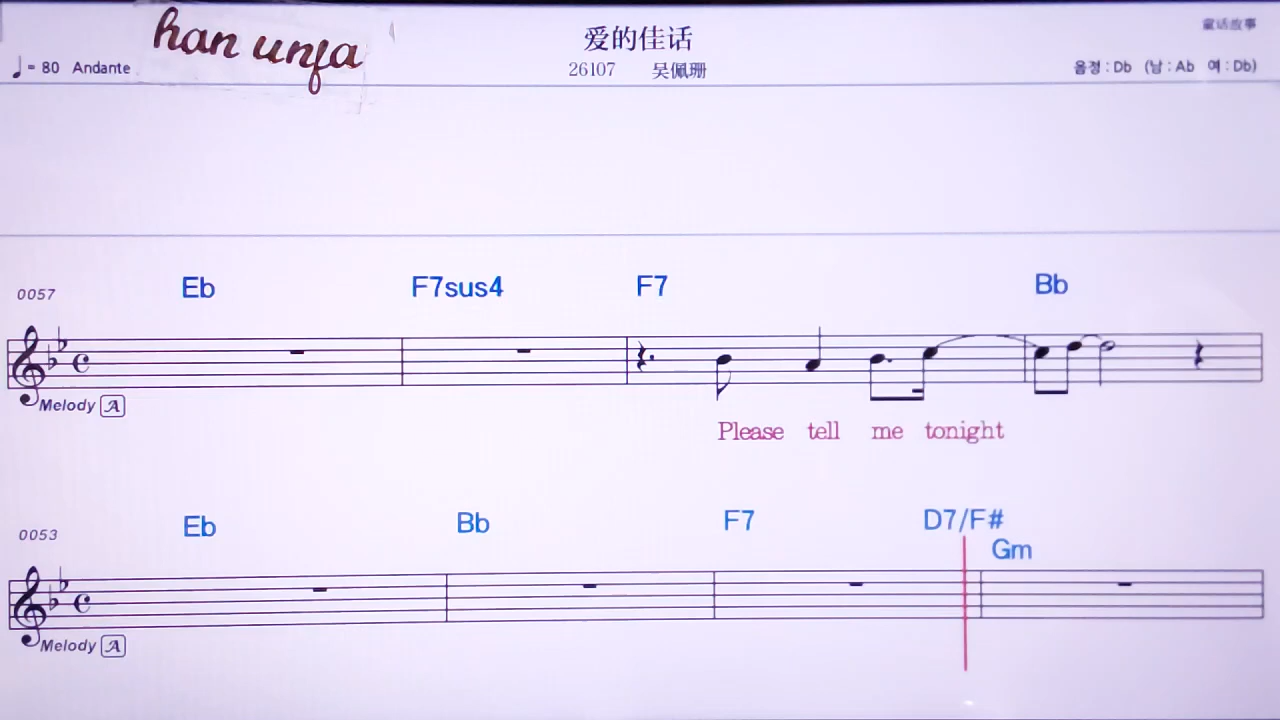 han unfa
爱的佳话
童话故事
♩= 80 Andante
26107 吴佩珊
음정 : Db (남 : Ab 여 : Db)
Eb F7sus4 F7 Bb
0057
Melody A
Please tell me tonight
Eb Bb F7 D7/F# Gm
0053
Melody A